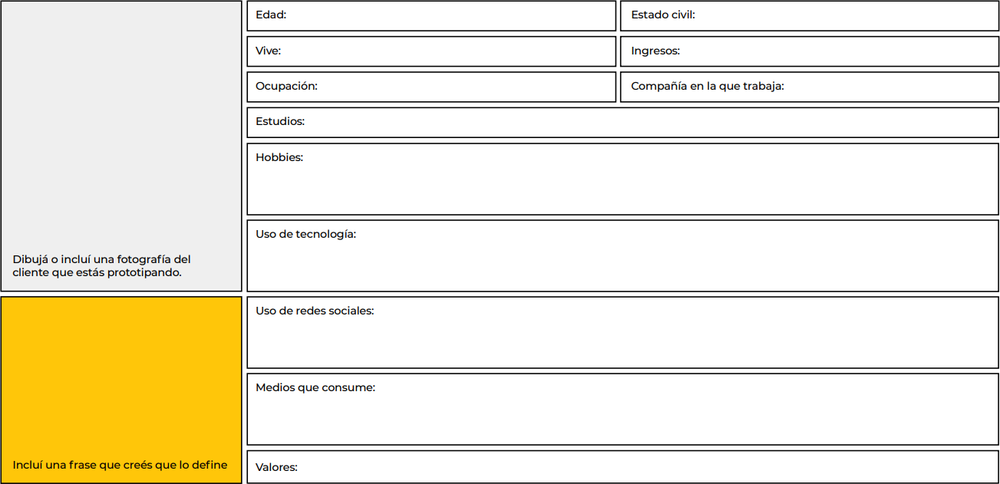 Dibujá o incluí una fotografía del
cliente que estás prototipando.
Incluí una frase que creés que lo define
Edad:
Estado civil:
Vive:
Ingresos:
Ocupación:
Compañía en la que trabaja:
Estudios:
Hobbies:
Uso de tecnología:
Uso de redes sociales:
Medios que consume:
Valores: